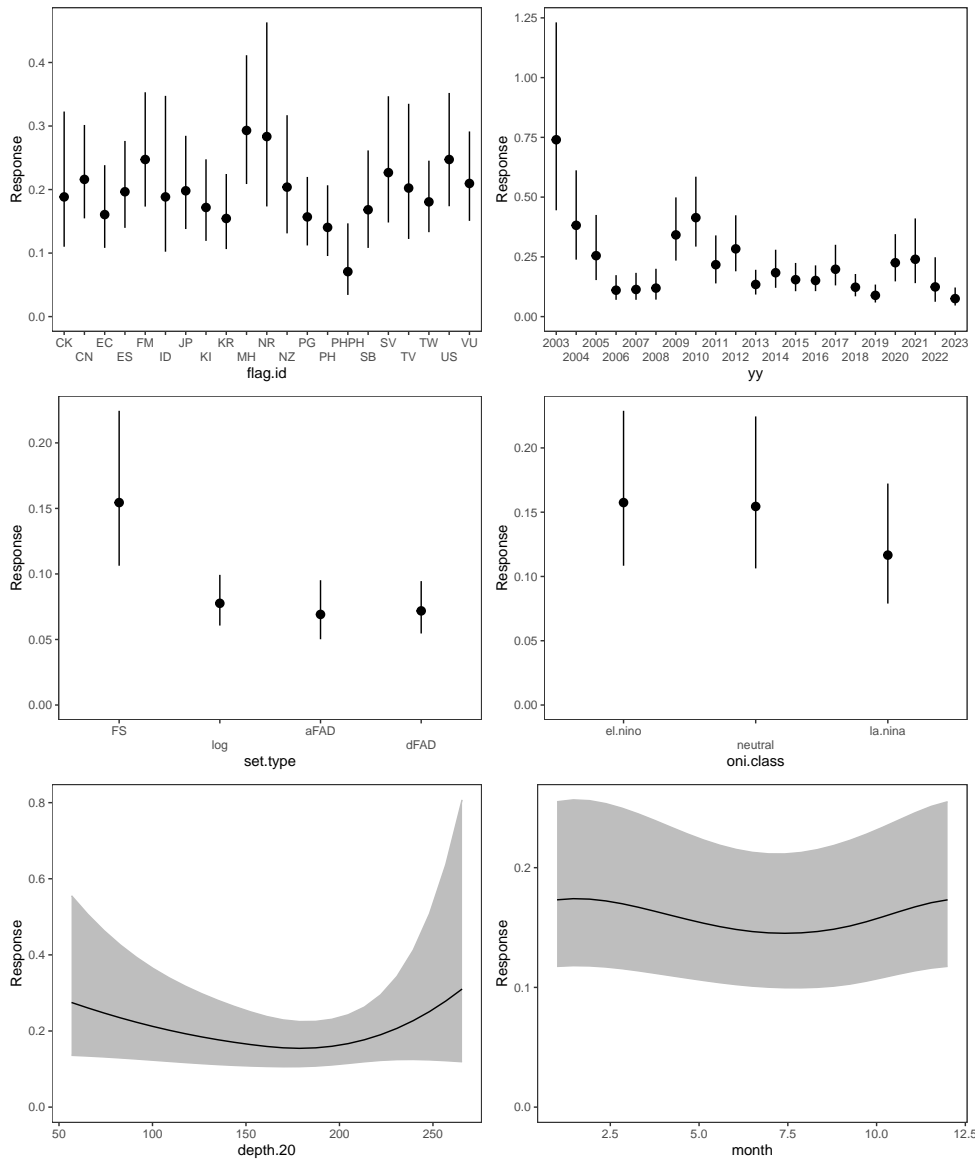 Response
0.4
0.3
0.2
0.1
0.0
CK EC FM JP KR NR PG PHPH SV TW VU
CN ES ID KI MH NZ PH SB TV US
flag.id
Response
1.25
1.00
0.75
0.50
0.25
0.00
2003 2005 2007 2009 2011 2013 2015 2017 2019 2021 2023
2004 2006 2008 2010 2012 2014 2016 2018 2020 2022
yy
Response
0.20
0.15
0.10
0.05
0.00
FS aFAD
log dFAD
set.type
Response
0.20
0.15
0.10
0.05
0.00
el.nino la.nina
neutral
oni.class
Response
0.8
0.6
0.4
0.2
0.0
50 100 150 200 250
depth.20
Response
0.2
0.1
0.0
2.5 5.0 7.5 10.0 12.5
month